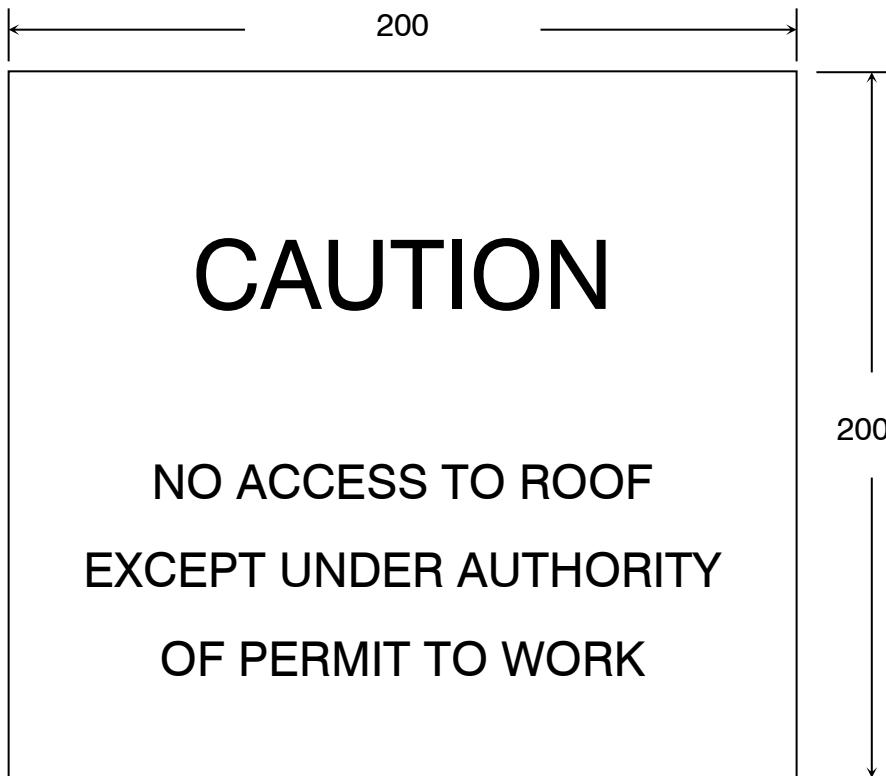 200
CAUTION
200
NO ACCESS TO ROOF
EXCEPT UNDER AUTHORITY
OF PERMIT TO WORK